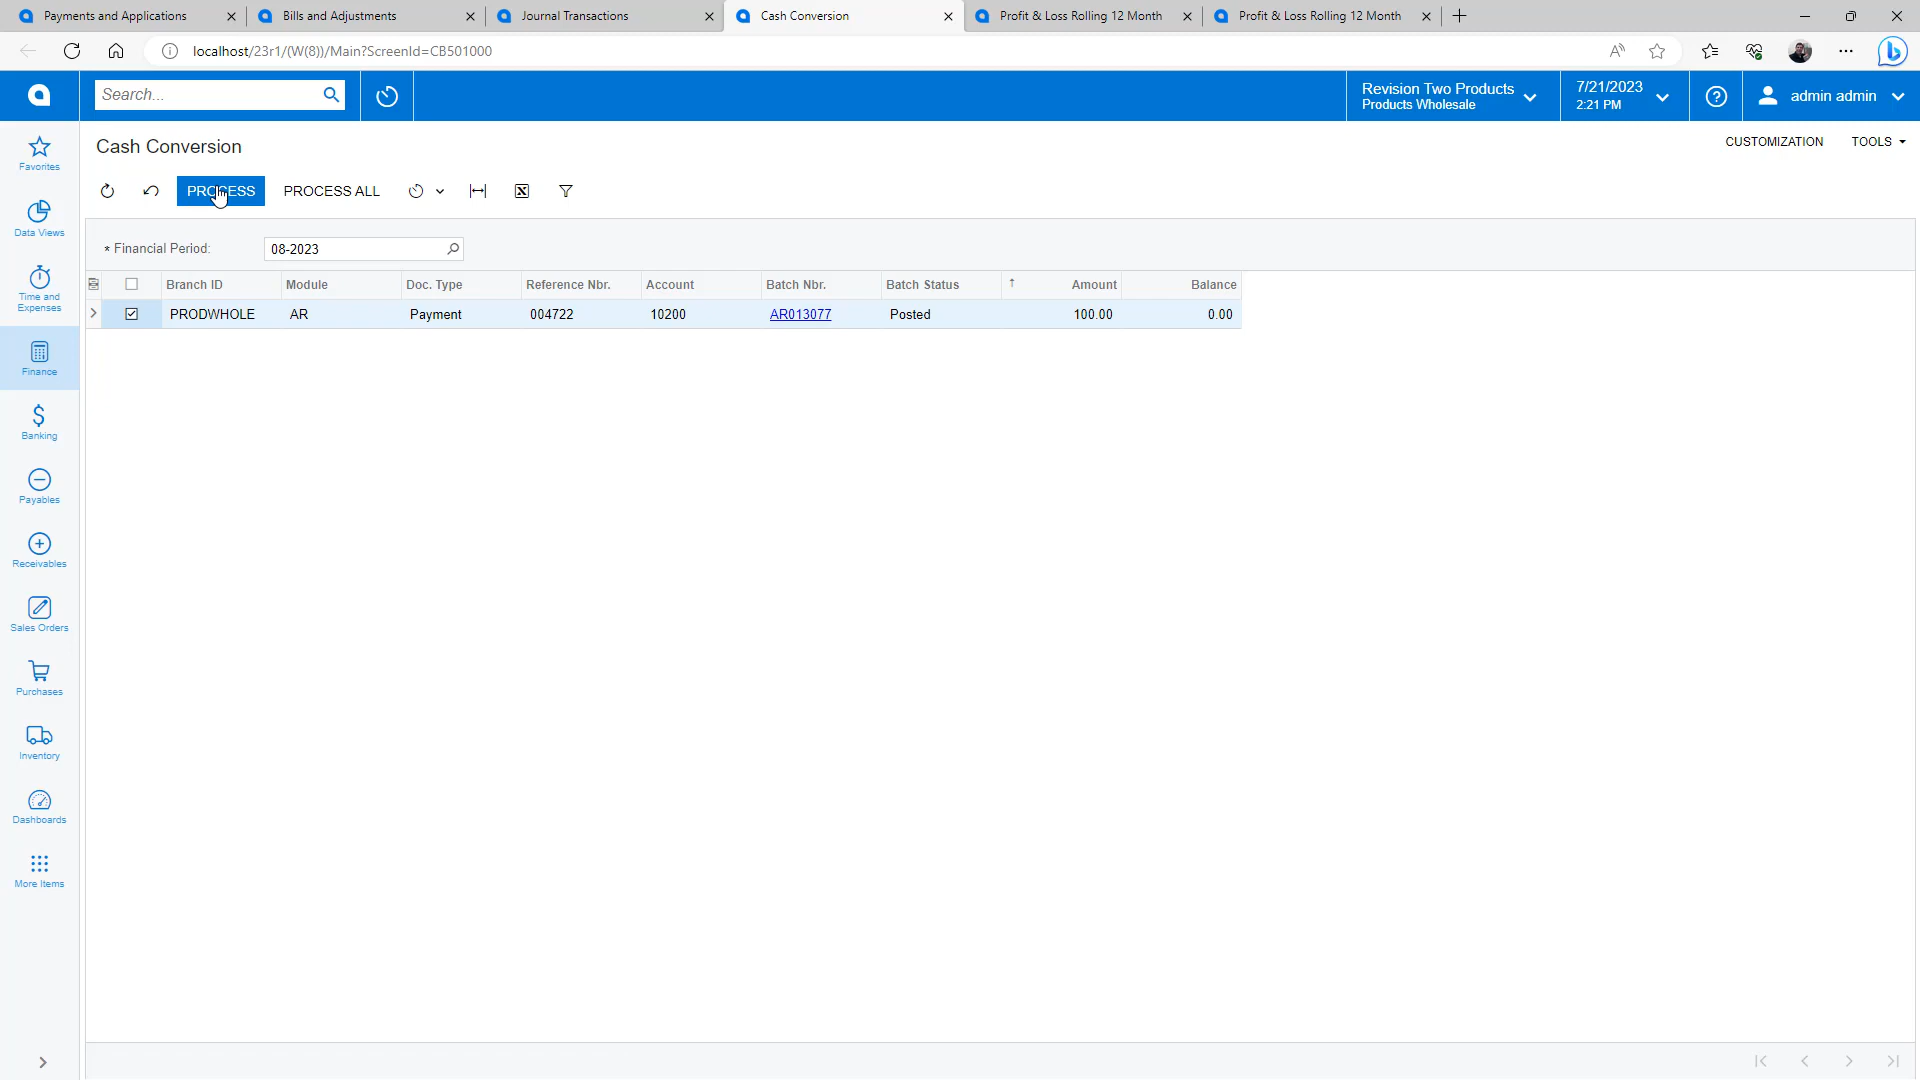 Payments and Applications
Bills and Adjustments
Journal Transactions
Cash Conversion
Profit & Loss Rolling 12 Month
Profit & Loss Rolling 12 Month
localhost/23r1/(W(8))/Main?ScreenId=CB501000
Search...
Revision Two Products
Products Wholesale
7/21/2023
2:21 PM
admin admin
Favorites
Data Views
Time and
Expenses
Finance
Banking
Payables
Receivables
Sales Orders
Purchases
Inventory
Dashboards
More Items
Cash Conversion
CUSTOMIZATION
TOOLS
PROCESS
PROCESS ALL
* Financial Period:
08-2023
Branch ID Module Doc. Type Reference Nbr. Account Batch Nbr. Batch Status Amount Balance
PRODWHOLE AR Payment 004722 10200 AR013077 Posted 100.00 0.00